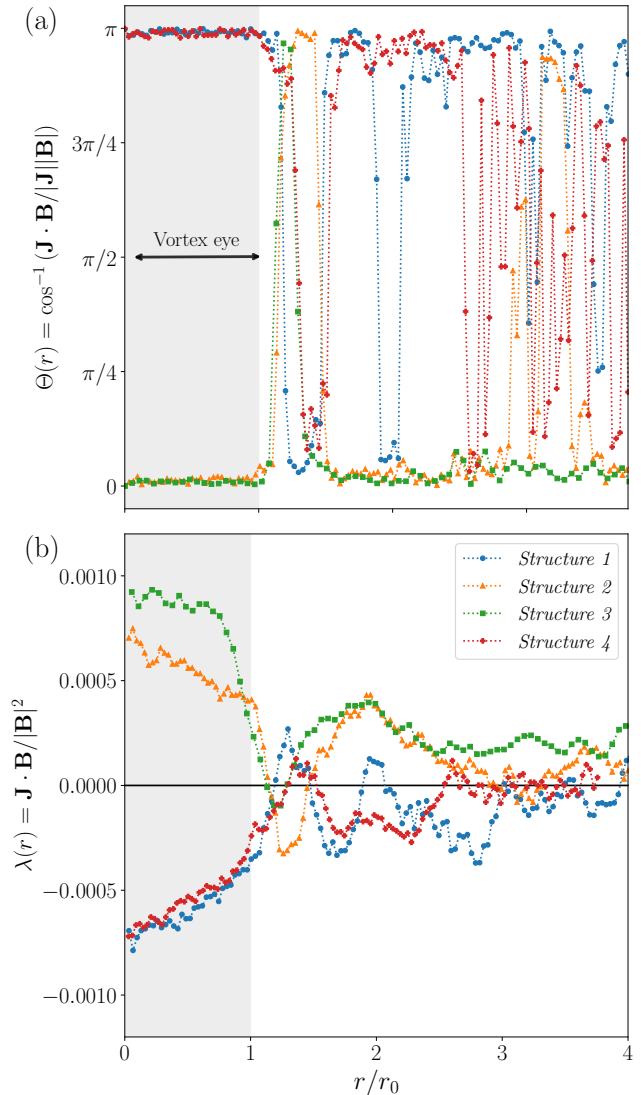 (a)
Θ(r) = cos⁻¹ (J · B/|J||B|)
π
3π/4
π/2
π/4
0
Vortex eye
(b)
λ(r) = J · B/|B|²
0.0010
0.0005
0.0000
−0.0005
−0.0010
Structure 1
Structure 2
Structure 3
Structure 4
0 1 2 3 4
r/r₀